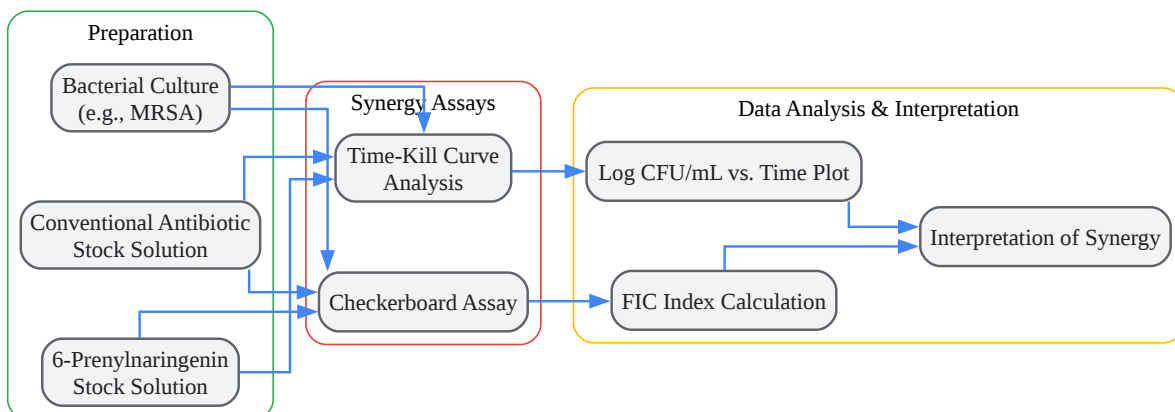 Preparation
Bacterial Culture
(e.g., MRSA)
Conventional Antibiotic
Stock Solution
6-Prenylnaringenin
Stock Solution
Synergy Assays
Time-Kill Curve
Analysis
Checkerboard Assay
Data Analysis & Interpretation
Log CFU/mL vs. Time Plot
FIC Index Calculation
Interpretation of Synergy